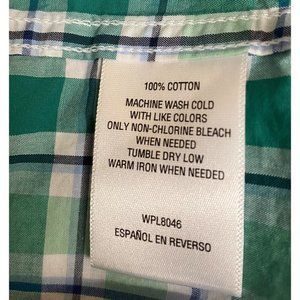 100% COTTON
MACHINE WASH COLD
WITH LIKE COLORS
ONLY NON-CHLORINE BLEACH
WHEN NEEDED
TUMBLE DRY LOW
WARM IRON WHEN NEEDED
WPL8046
ESPAÑOL EN REVERSO